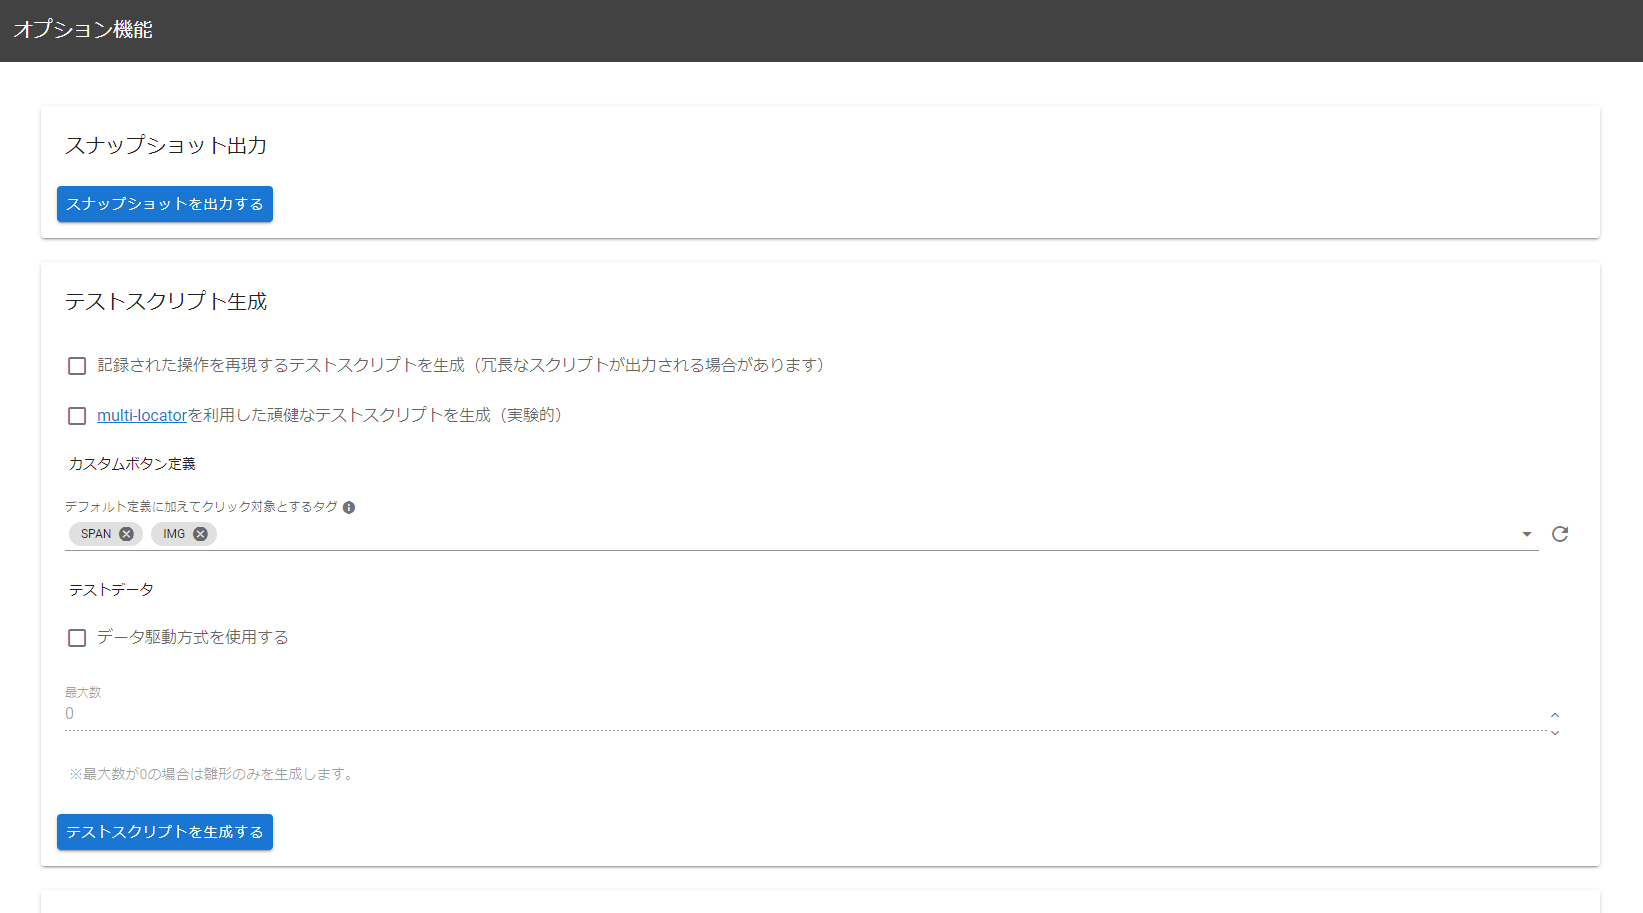 オプション機能
スナップショット出力
スナップショットを出力する
テストスクリプト生成
記録された操作を再現するテストスクリプトを生成（冗長なスクリプトが出力される場合があります）
multi-locatorを利用した頑健なテストスクリプトを生成（実験的）
カスタムボタン定義
デフォルト定義に加えてクリック対象とするタグ
SPAN IMG
テストデータ
データ駆動方式を使用する
最大数
0
※最大数が0の場合は雛形のみを生成します。
テストスクリプトを生成する